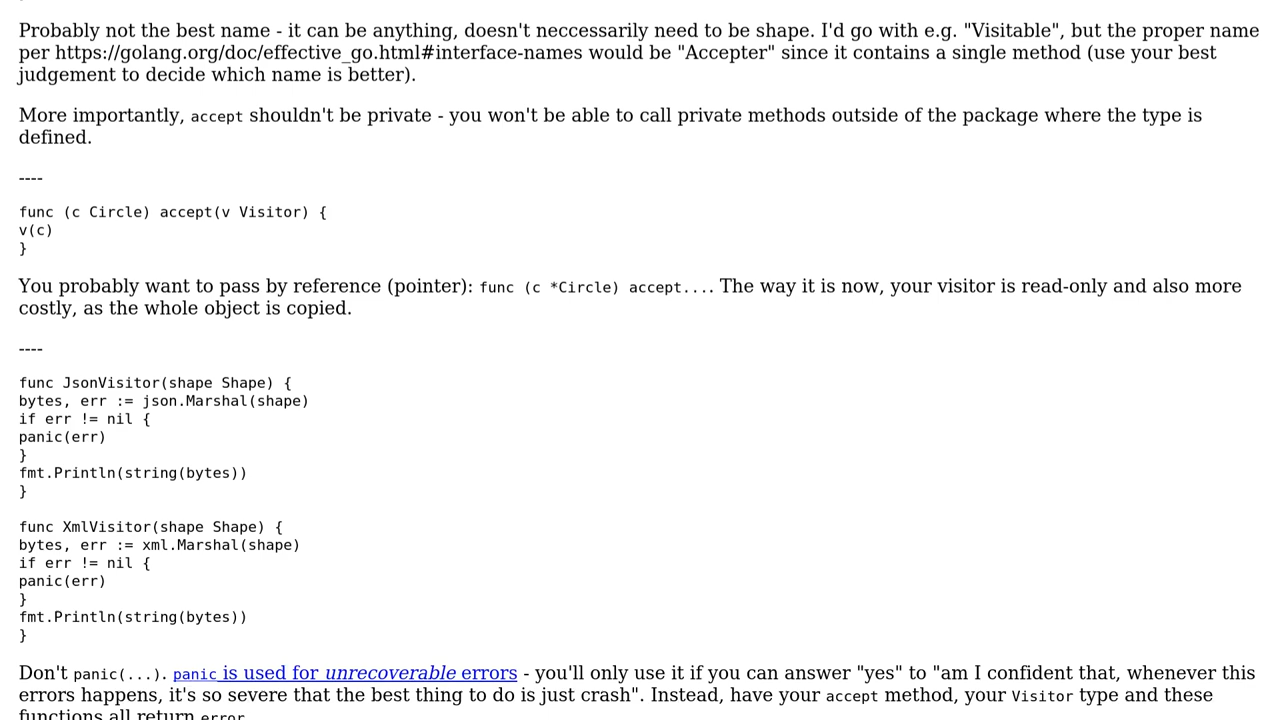 Probably not the best name - it can be anything, doesn't neccessarily need to be shape. I'd go with e.g. "Visitable", but the proper name
per https://golang.org/doc/effective_go.html#interface-names would be "Accepter" since it contains a single method (use your best
judgement to decide which name is better).
More importantly, accept shouldn't be private - you won't be able to call private methods outside of the package where the type is
defined.
----
func (c Circle) accept(v Visitor) {
v(c)
}
You probably want to pass by reference (pointer): func (c *Circle) accept.... The way it is now, your visitor is read-only and also more
costly, as the whole object is copied.
----
func JsonVisitor(shape Shape) {
bytes, err := json.Marshal(shape)
if err != nil {
panic(err)
}
fmt.Println(string(bytes))
}
func XmlVisitor(shape Shape) {
bytes, err := xml.Marshal(shape)
if err != nil {
panic(err)
}
fmt.Println(string(bytes))
}
Don't panic(...). panic is used for unrecoverable errors - you'll only use it if you can answer "yes" to "am I confident that, whenever this
errors happens, it's so severe that the best thing to do is just crash". Instead, have your accept method, your Visitor type and these
functions all return error